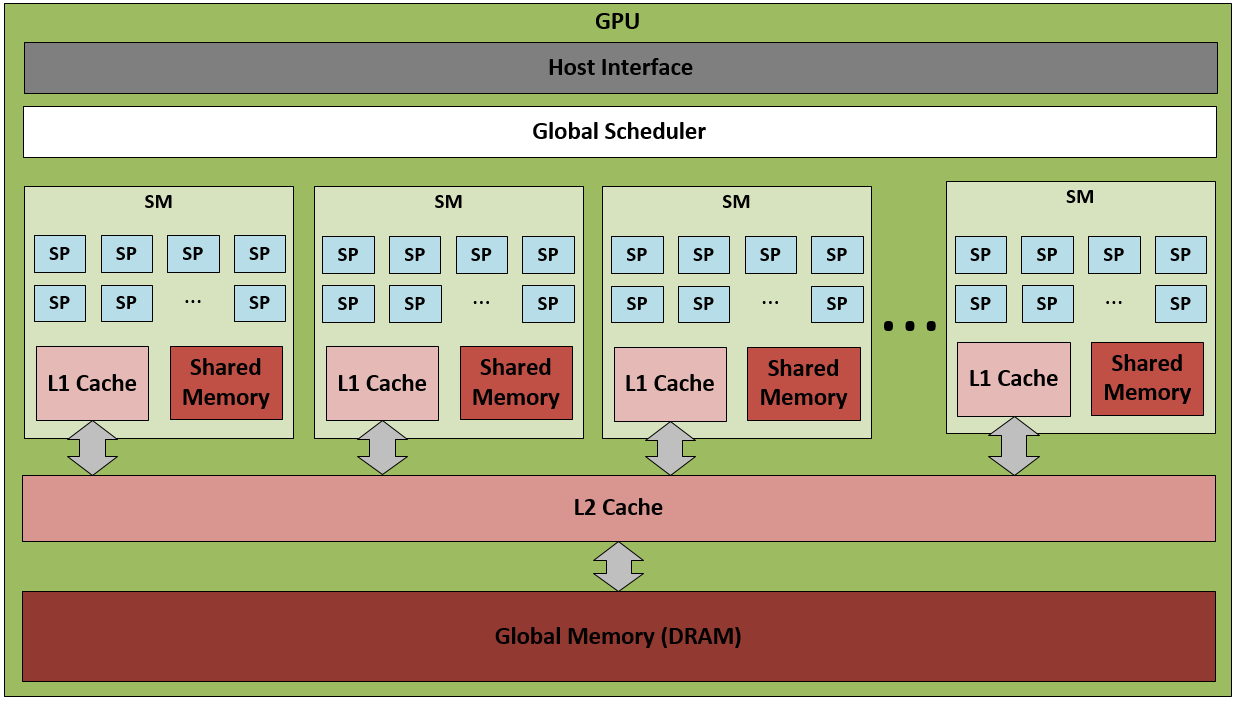 GPU
Host Interface
Global Scheduler
SM SM SM SM
SP SP SP SP SP SP SP SP SP SP SP SP SP SP SP SP
SP SP ... SP SP SP ... SP SP SP ... SP ... SP SP ... SP
L1 Cache Shared Memory L1 Cache Shared Memory L1 Cache Shared Memory L1 Cache Shared Memory
L2 Cache
Global Memory (DRAM)